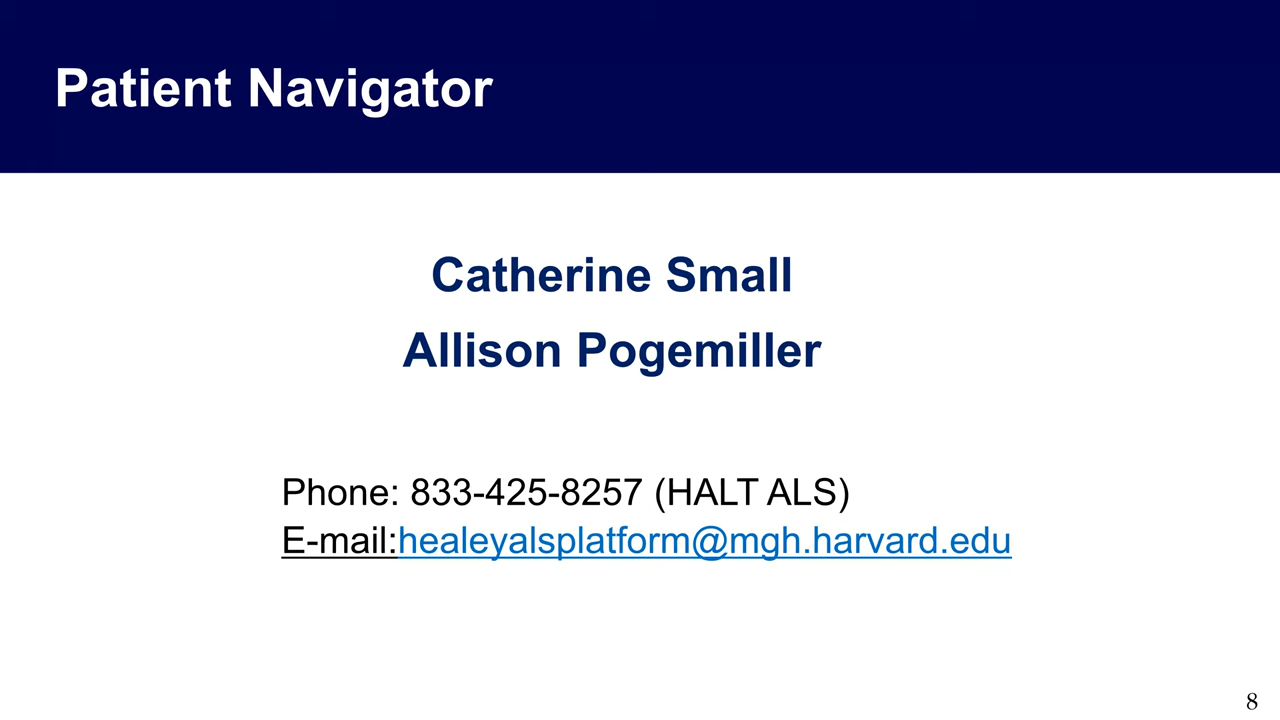 Patient Navigator
Catherine Small
Allison Pogemiller
Phone: 833-425-8257 (HALT ALS)
E-mail:healeyalsplatform@mgh.harvard.edu
8